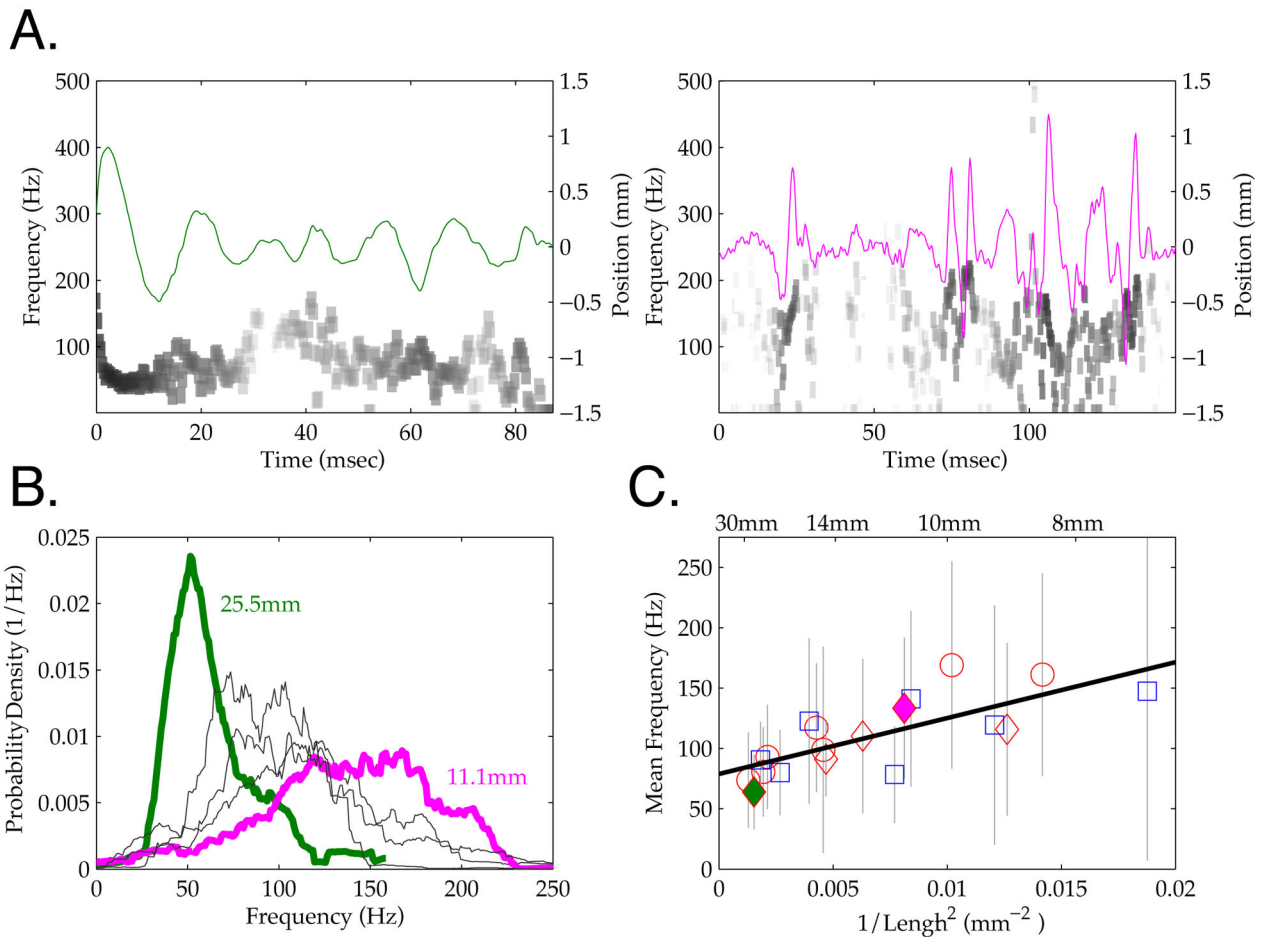 A.
500
400
300
200
100
0 20 40 60 80
1.5
1
0.5
0
−0.5
−1
−1.5
Frequency (Hz)
Position (mm)
Time (msec)
500
400
300
200
100
0 50 100
1.5
1
0.5
0
−0.5
−1
−1.5
Frequency (Hz)
Position (mm)
Time (msec)
B.
0.025
0.02
0.015
0.01
0.005
0
0 50 100 150 200 250
ProbabilityDensity (1/Hz)
Frequency (Hz)
25.5mm
11.1mm
C.
30mm 14mm 10mm 8mm
250
200
150
100
50
0
0 0.005 0.01 0.015 0.02
Mean Frequency (Hz)
1/Lengh² (mm⁻² )